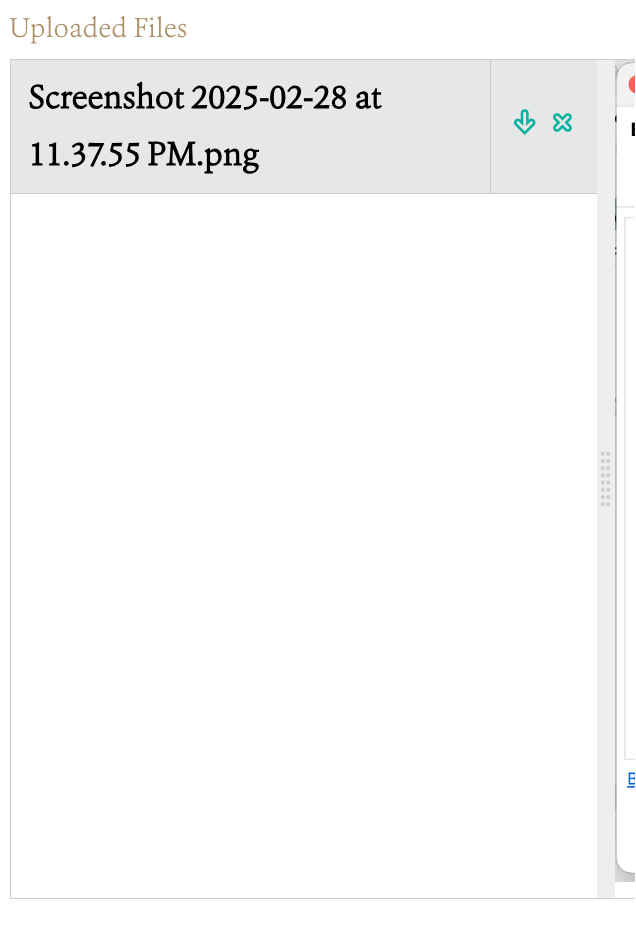 Uploaded Files
Screenshot 2025-02-28 at
11.37.55 PM.png